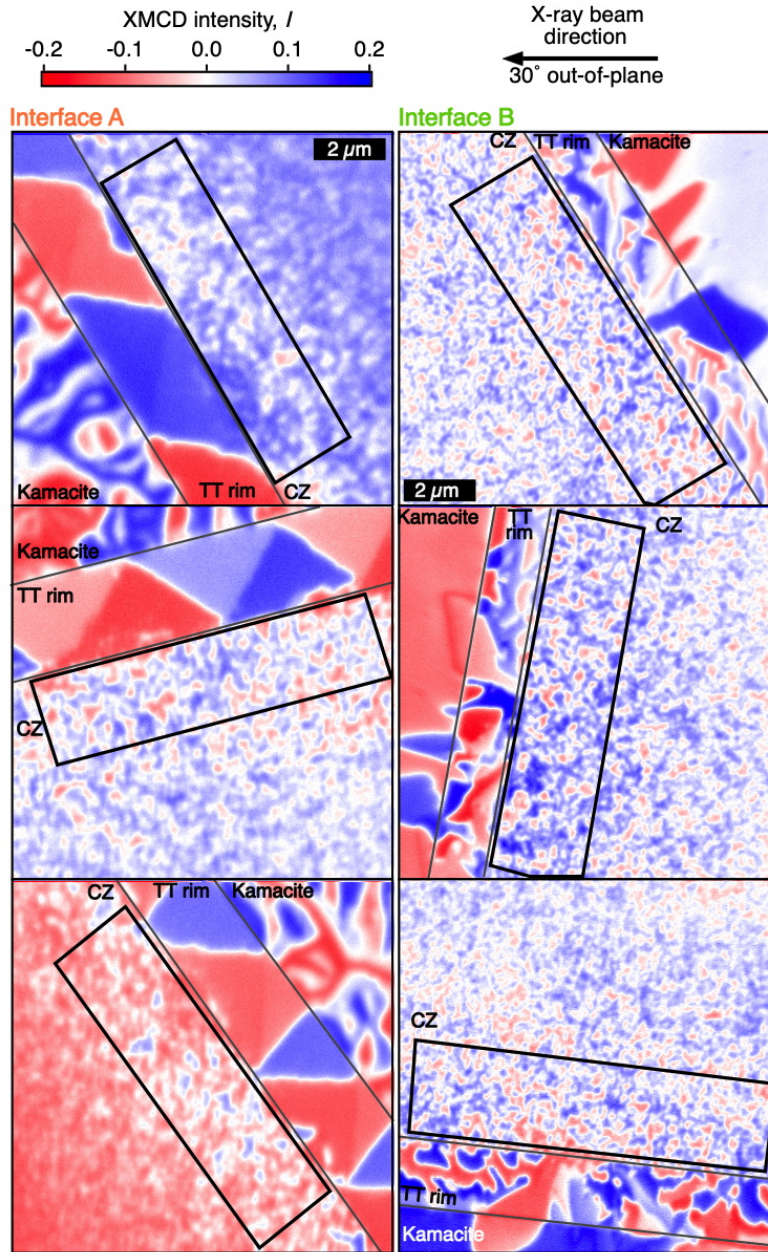 XMCD intensity, I
-0.2 -0.1 0.0 0.1 0.2
X-ray beam
direction
30° out-of-plane
Interface A
Interface B
2 µm
Kamacite
TT rim
CZ
CZ
TT rim
Kamacite
2 µm
Kamacite
TT rim
CZ
Kamacite
TT
rim
CZ
CZ
TT rim
Kamacite
CZ
TT rim
Kamacite